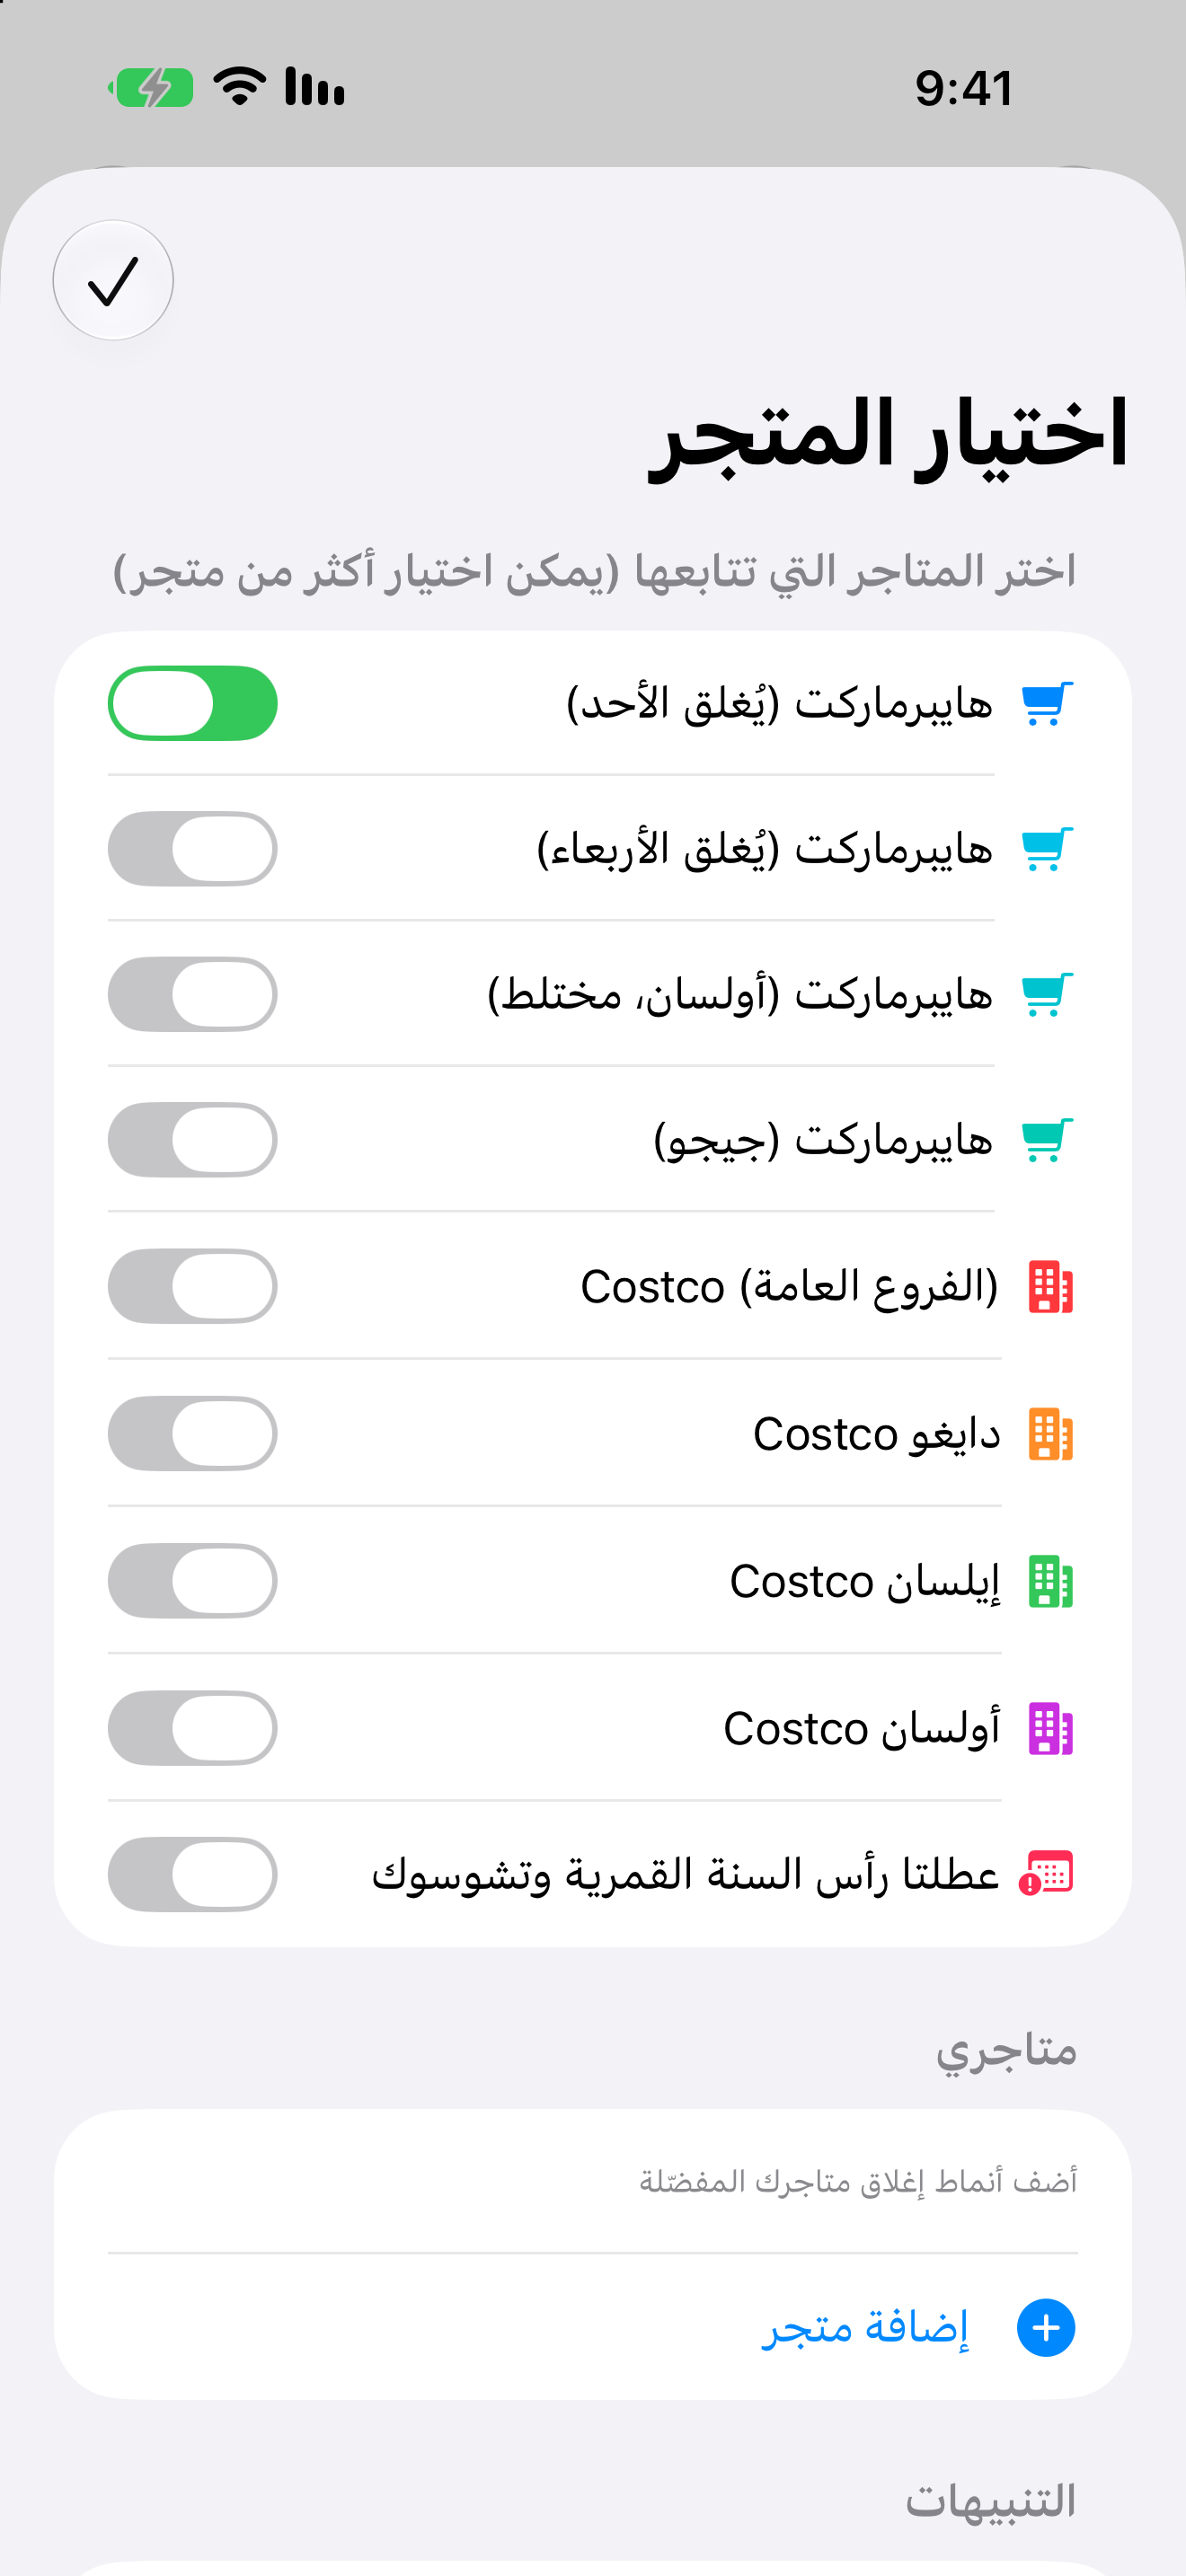 9:41
اختيار المتجر
اختر المتاجر التي تتابعها (يمكن اختيار أكثر من متجر)
هايبرماركت (يُغلق الأحد)
هايبرماركت (يُغلق الأربعاء)
هايبرماركت (أولسان، مختلط)
هايبرماركت (جيجو)
Costco (الفروع العامة)
دايغو Costco
إيلسان Costco
أولسان Costco
عطلتا رأس السنة القمرية وتشوسوك
متاجري
أضف أنماط إغلاق متاجرك المفضّلة
إضافة متجر
التنبيهات